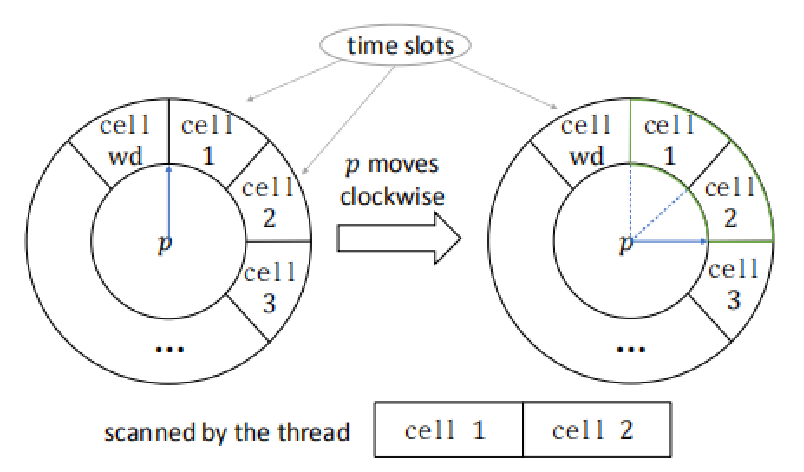 time slots
cell
wd
cell
1
cell
2
cell
3
p
...
p moves
clockwise
cell
wd
cell
1
cell
2
cell
3
p
...
scanned by the thread
cell 1
cell 2